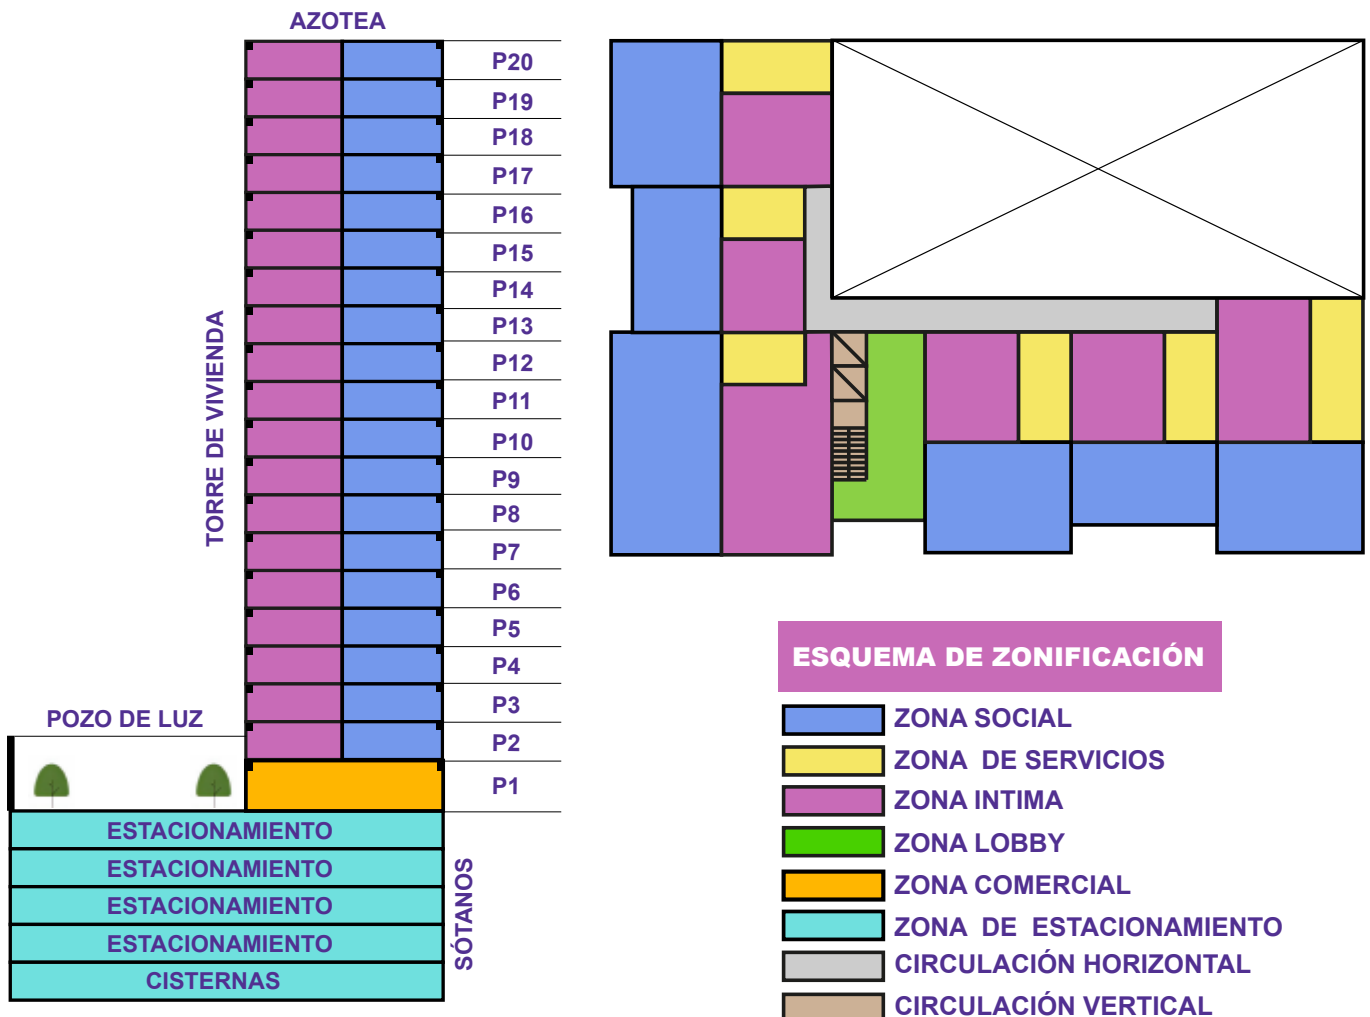 AZOTEA
P20
P19
P18
P17
P16
P15
P14
P13
P12
P11
P10
P9
P8
P7
P6
P5
P4
P3
P2
P1
TORRE DE VIVIENDA
POZO DE LUZ
ESTACIONAMIENTO
ESTACIONAMIENTO
ESTACIONAMIENTO
ESTACIONAMIENTO
CISTERNAS
SÓTANOS
ESQUEMA DE ZONIFICACIÓN
ZONA SOCIAL
ZONA DE SERVICIOS
ZONA INTIMA
ZONA LOBBY
ZONA COMERCIAL
ZONA DE ESTACIONAMIENTO
CIRCULACIÓN HORIZONTAL
CIRCULACIÓN VERTICAL